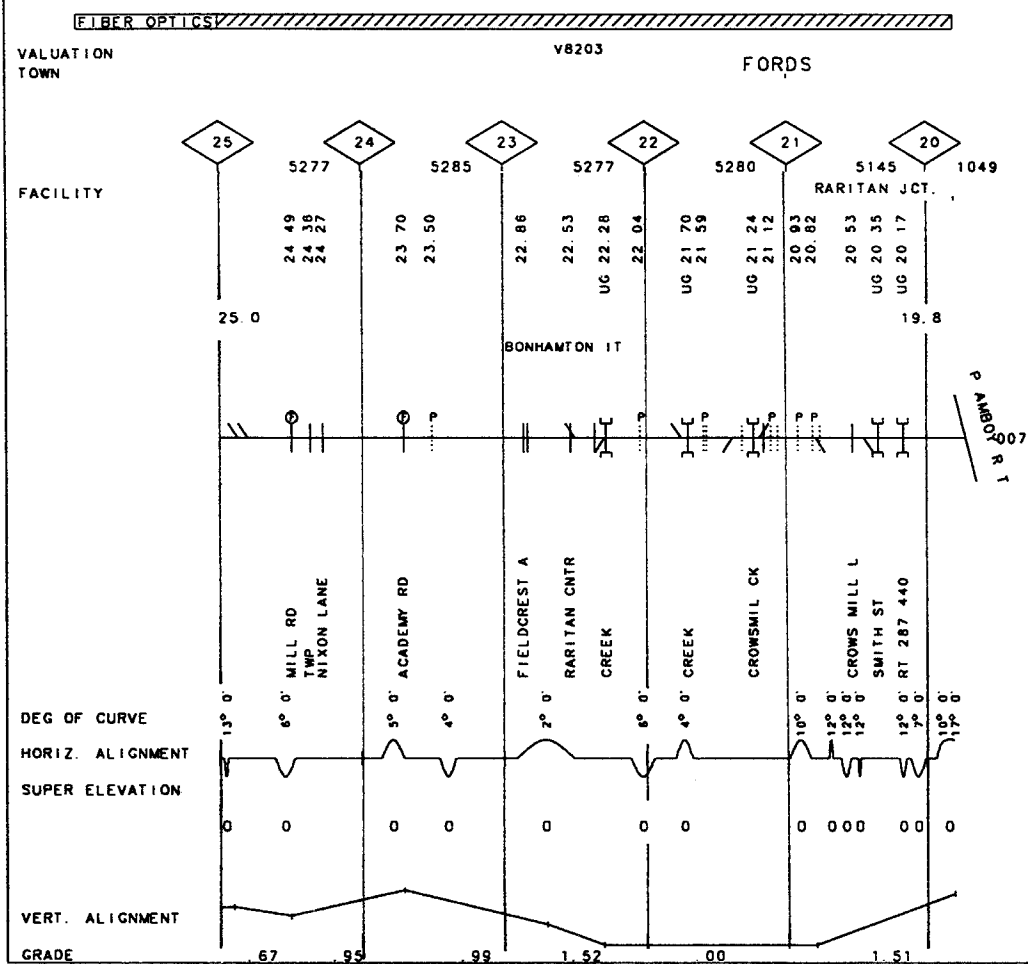 FIBER OPTICS
VALUATION V8203
TOWN FORDS
25 24 23 22 21 20
5277 5285 5277 5280 5145 1049
FACILITY RARITAN JCT.
24 49
24 38
24 27
23 70
23.50
22.86
22.53
UG 22.28
22 04
UG 21 70
21 59
UG 21 24
21 12
20 93
20.82
20 53
UG 20 35
UG 20 17
25.0 19.8
BONHAMTON IT
F F P P P P P P
P AMBOY R T
007
MILL RD
TWP
NIXON LANE
ACADEMY RD
FIELDCREST A
RARITAN CNTR
CREEK
CREEK
CROWSMIL CK
CROWS MILL L
SMITH ST
RT 287 440
DEG OF CURVE
13° 0' 6° 0' 5° 0' 4° 0' 2° 0' 6° 0' 4° 0' 10° 0' 12° 0' 12° 0' 12° 0' 12° 0' 7° 0' 10° 0' 17° 0'
HORIZ. ALIGNMENT
SUPER ELEVATION
0 0 0 0 0 0 0 0 0 0 0 0 0 0
VERT. ALIGNMENT
GRADE .67 .95 .99 1.52 .00 1.51